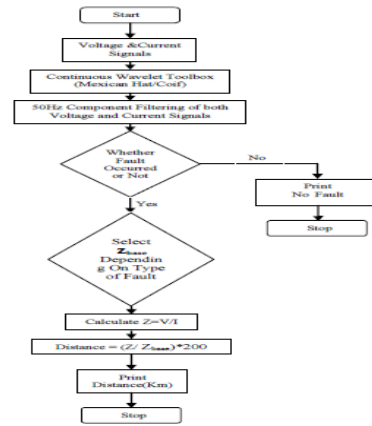 Start
Voltage &Current
Signals
Continuous Wavelet Toolbox
(Mexican Hat/Coif)
50Hz Component Filtering of both
Voltage and Current Signals
Whether
Fault
Occurred
or Not
No
Print
No Fault
Stop
Yes
Select
Zbase
Dependin
g On Type
of Fault
Calculate Z=V/I
Distance = (Z/ Zbase)*200
Print
Distance(Km)
Stop